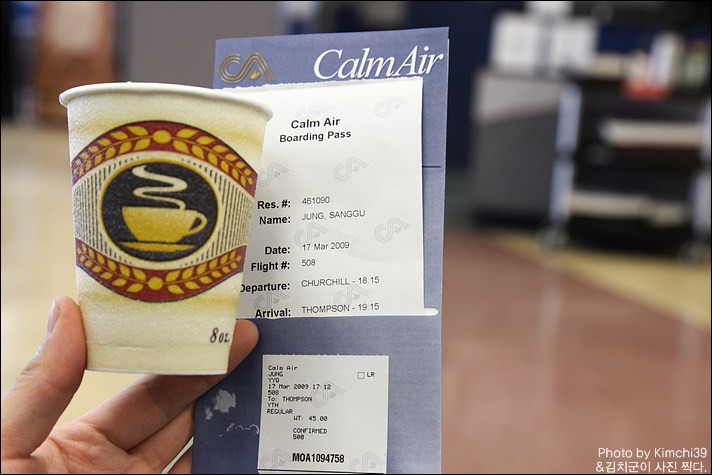 CalmAir
Calm Air
Boarding Pass
Res. #: 461090
Name: JUNG, SANGGU
Date: 17 Mar 2009
Flight #: 508
Departure: CHURCHILL - 18:15
Arrival: THOMPSON - 19:15
8 oz.
Calm Air
JUNG
YYQ
17 Mar 2009 17:12
508
To: THOMPSON
YTH
REGULAR
LR
WT: 45.00
CONFIRMED
508
MOA1094758
Photo by Kimchi39
&김치군이 사진 찍다.